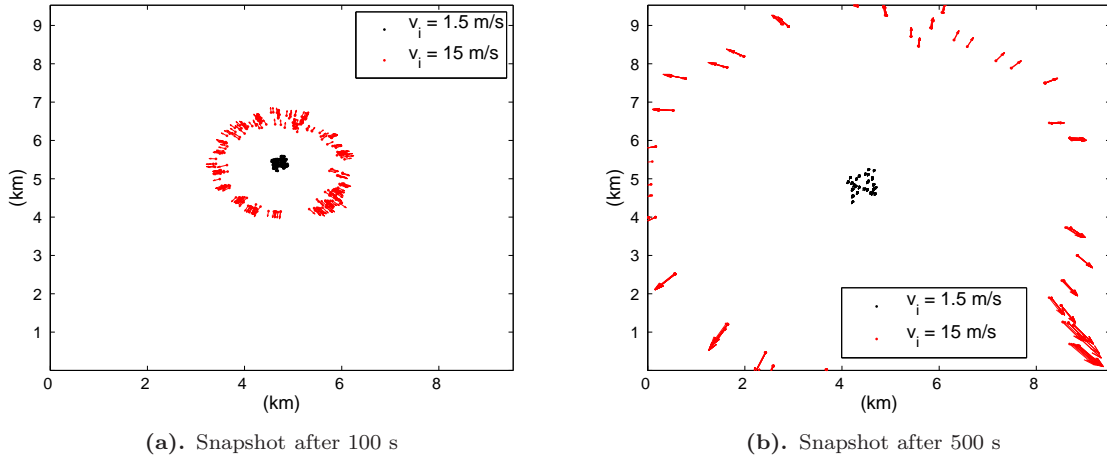 9
8
7
6
5
4
3
2
1
0
2
4
6
8
(km)
(km)
v_i = 1.5 m/s
v_i = 15 m/s
(a). Snapshot after 100 s
9
8
7
6
5
4
3
2
1
0
2
4
6
8
(km)
(km)
v_i = 1.5 m/s
v_i = 15 m/s
(b). Snapshot after 500 s